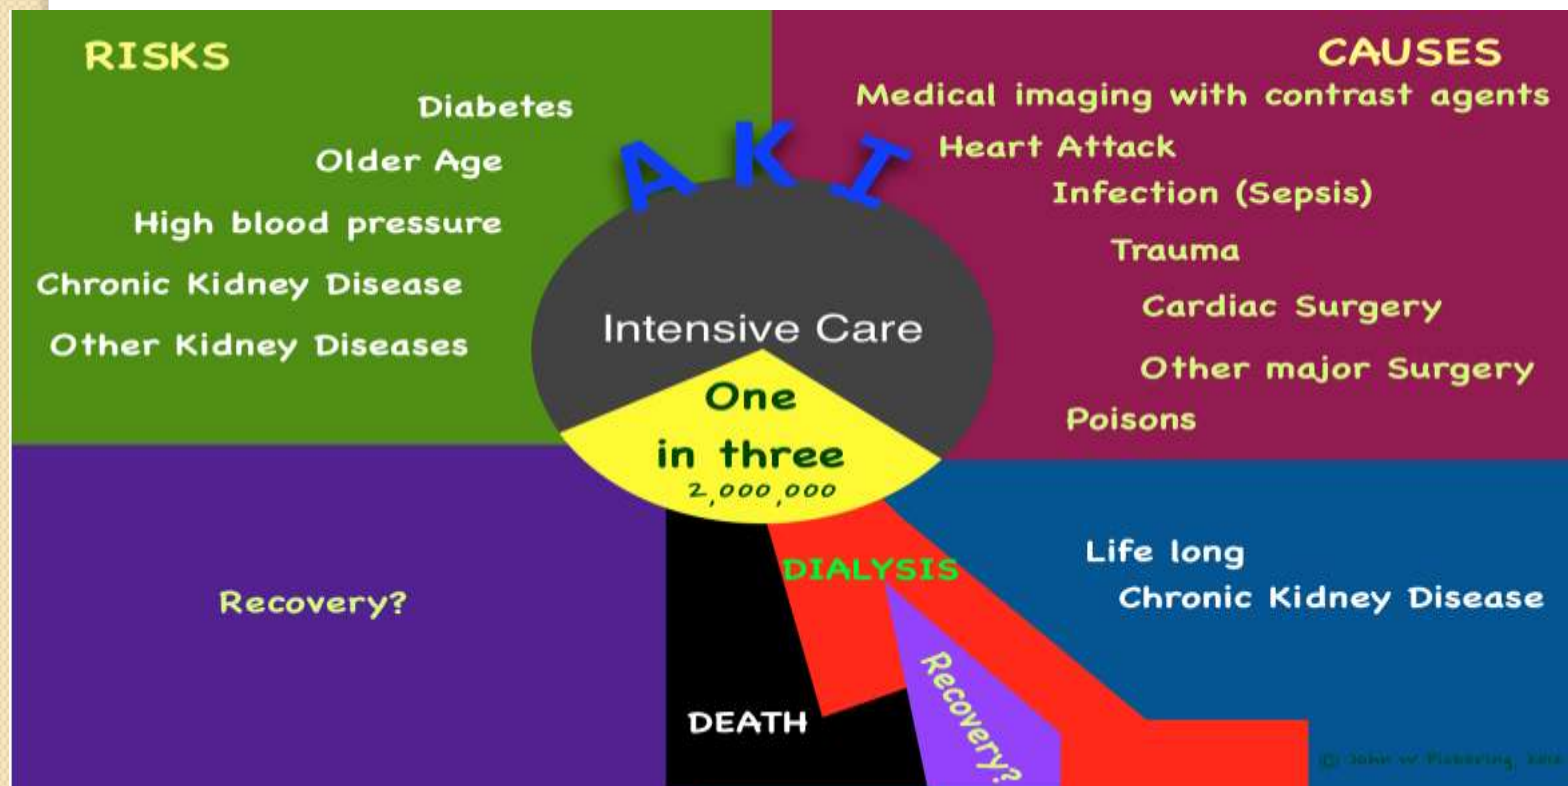 RISKS
Diabetes
Older Age
High blood pressure
Chronic Kidney Disease
Other Kidney Diseases
CAUSES
Medical imaging with contrast agents
Heart Attack
Infection (Sepsis)
Trauma
Cardiac Surgery
Other major Surgery
Poisons
AKI
Intensive Care
One
in three
2,000,000
Recovery?
DEATH
DIALYSIS
Recovery?
Life long
Chronic Kidney Disease
© John W Pickering,